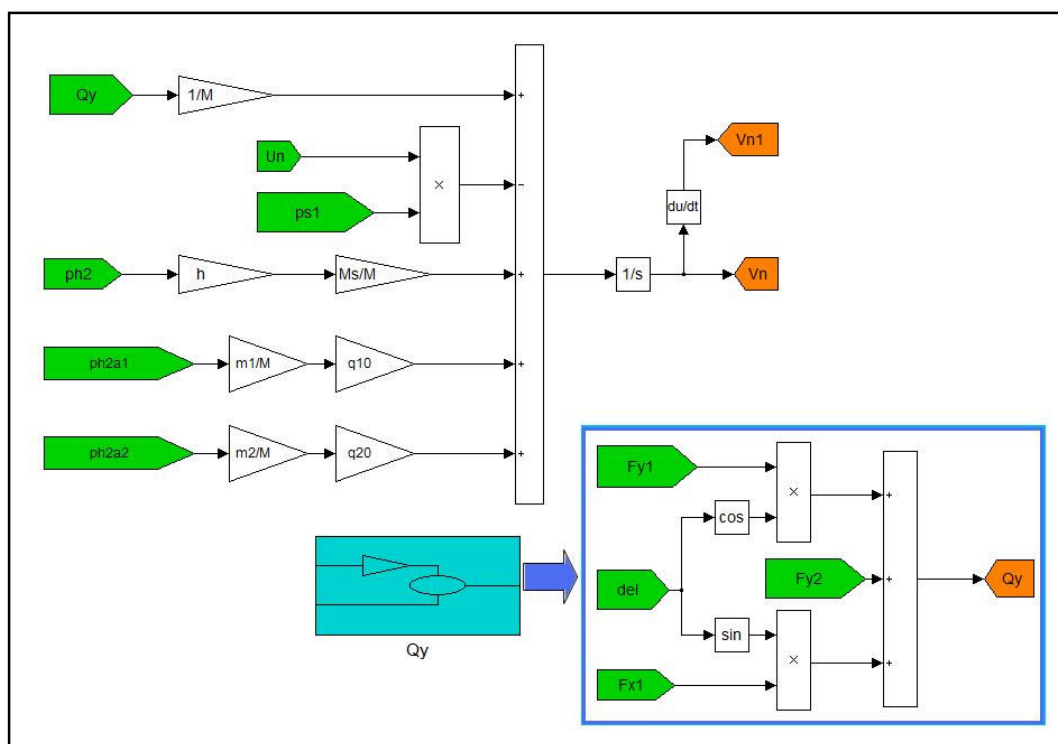 Qy
1/M
+
Un
ps1
×
−
Vn1
du/dt
ph2
h
Ms/M
+
1/s
Vn
ph2a1
m1/M
q10
+
ph2a2
m2/M
q20
+
Qy
Fy1
×
+
cos
del
Fy2
+
Qy
sin
×
+
Fx1